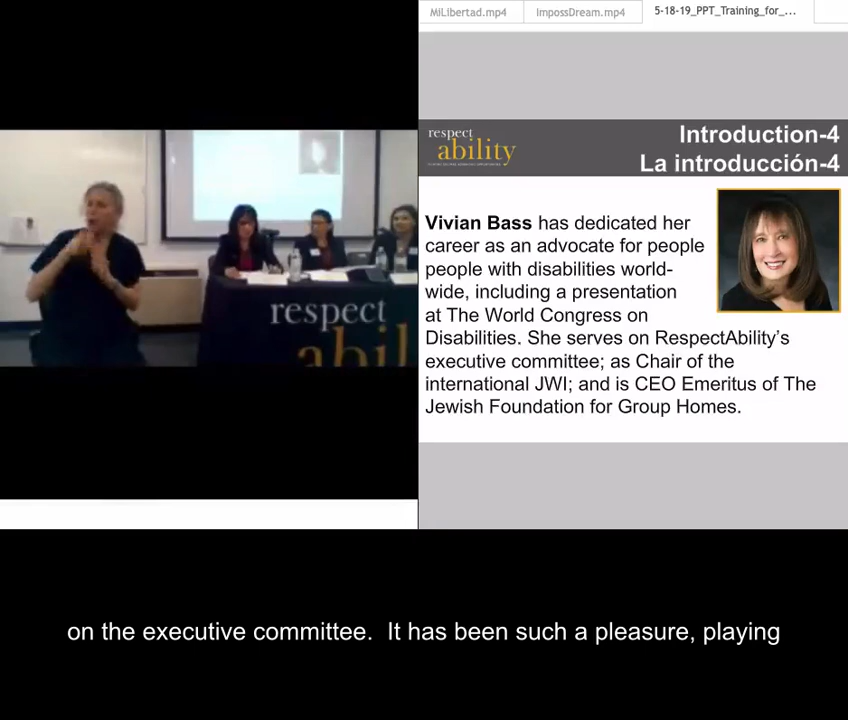 MiLibertad.mp4
ImpossDream.mp4
5-18-19_PPT_Training_for_...
respect
ability
Introduction-4
La introducción-4
Vivian Bass has dedicated her
career as an advocate for people
people with disabilities world-
wide, including a presentation
at The World Congress on
Disabilities. She serves on RespectAbility's
executive committee; as Chair of the
international JWI; and is CEO Emeritus of The
Jewish Foundation for Group Homes.
respect
abil
on the executive committee.  It has been such a pleasure, playing